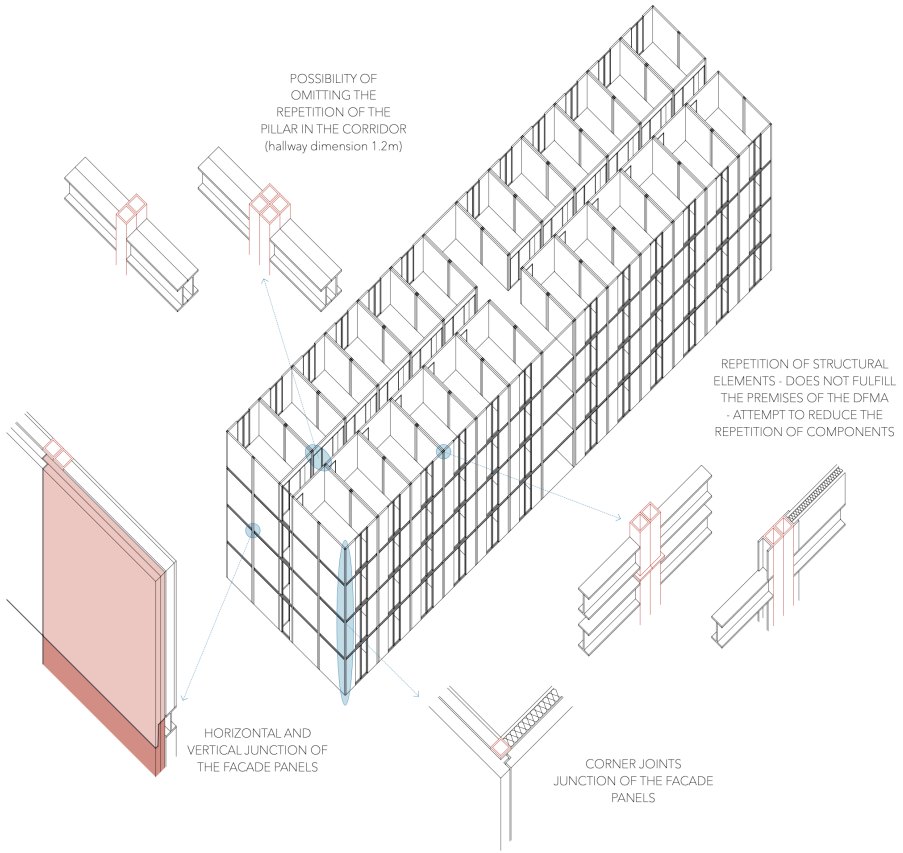 POSSIBILITY OF
OMITTING THE
REPETITION OF THE
PILLAR IN THE CORRIDOR
(hallway dimension 1.2m)
REPETITION OF STRUCTURAL
ELEMENTS - DOES NOT FULFILL
THE PREMISES OF THE DFMA
- ATTEMPT TO REDUCE THE
REPETITION OF COMPONENTS
HORIZONTAL AND
VERTICAL JUNCTION OF
THE FACADE PANELS
CORNER JOINTS
JUNCTION OF THE FACADE
PANELS